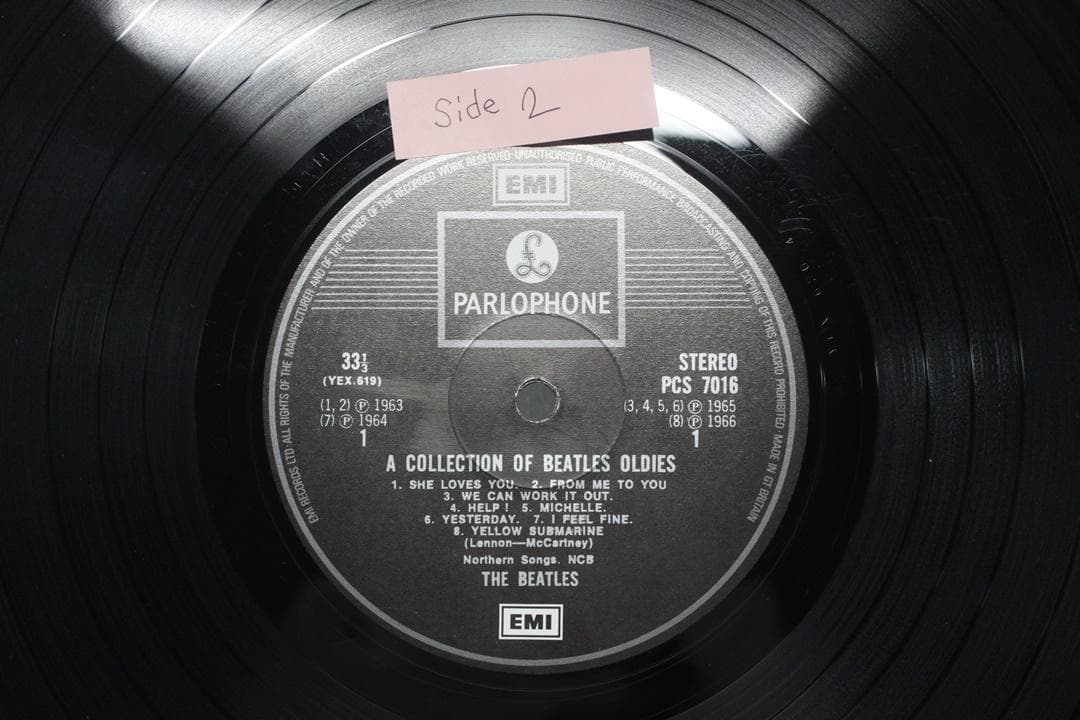 Side 2
EMI RECORDS LTD·ALL RIGHTS OF THE MANUFACTURER AND OF THE OWNER OF THE RECORDED WORK RESERVED·UNAUTHORISED PUBLIC PERFORMANCE BROADCASTING AND COPYING OF THIS RECORD PROHIBITED·MADE IN GT BRITAIN
EMI
£
PARLOPHONE
33⅓
(YEX.619)
STEREO
PCS 7016
(1, 2) ℗ 1963
(7) ℗ 1964
1
(3, 4, 5, 6) ℗ 1965
(8) ℗ 1966
1
A COLLECTION OF BEATLES OLDIES
1. SHE LOVES YOU. 2. FROM ME TO YOU
3. WE CAN WORK IT OUT.
4. HELP! 5. MICHELLE.
6. YESTERDAY. 7. I FEEL FINE.
8. YELLOW SUBMARINE
(Lennon—McCartney)
Northern Songs. NCB
THE BEATLES
EMI